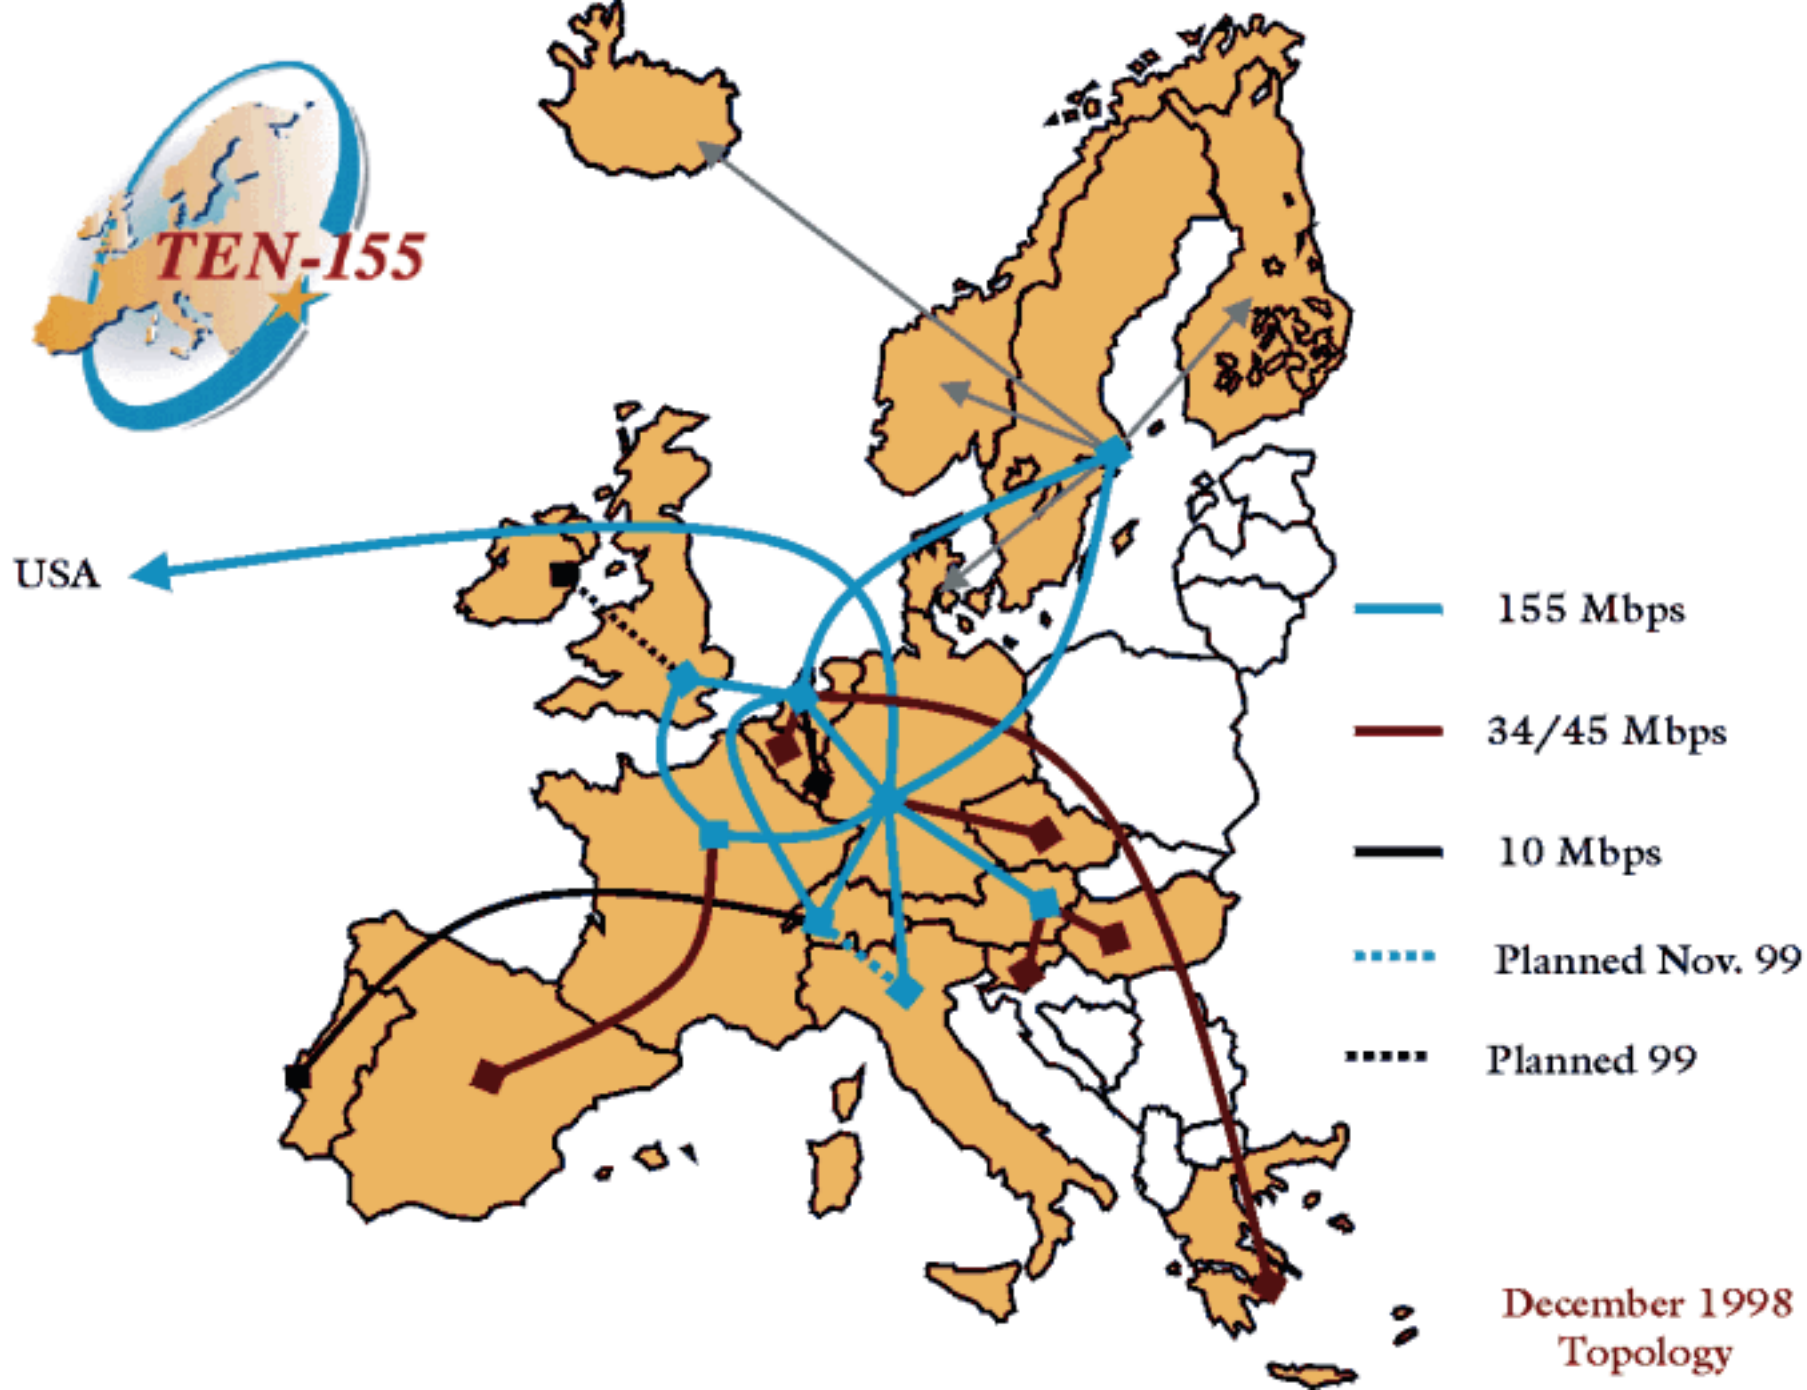 TEN-155
USA
155 Mbps
34/45 Mbps
10 Mbps
Planned Nov. 99
Planned 99
December 1998
Topology